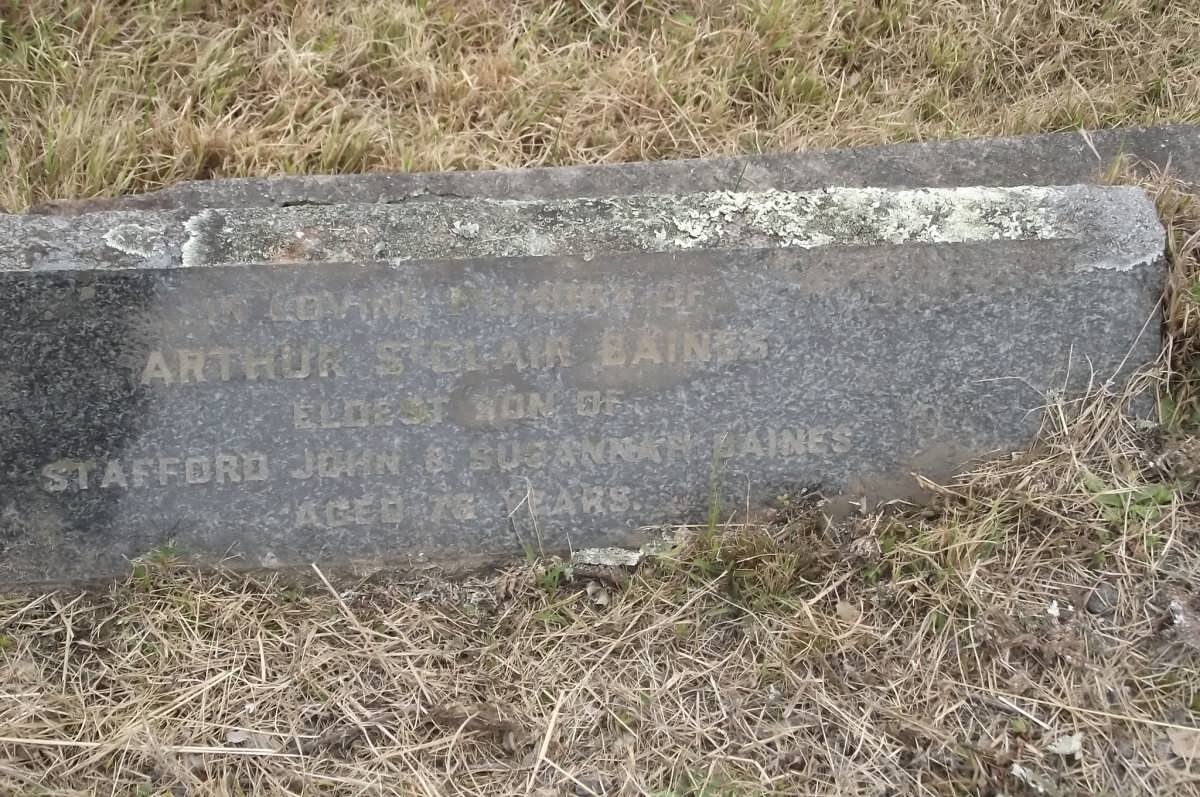 IN LOVING MEMORY OF
ARTHUR ST CLAIR BAINES
ELDEST SON OF
STAFFORD JOHN & SUSANNAH BAINES
AGED 76 YEARS.